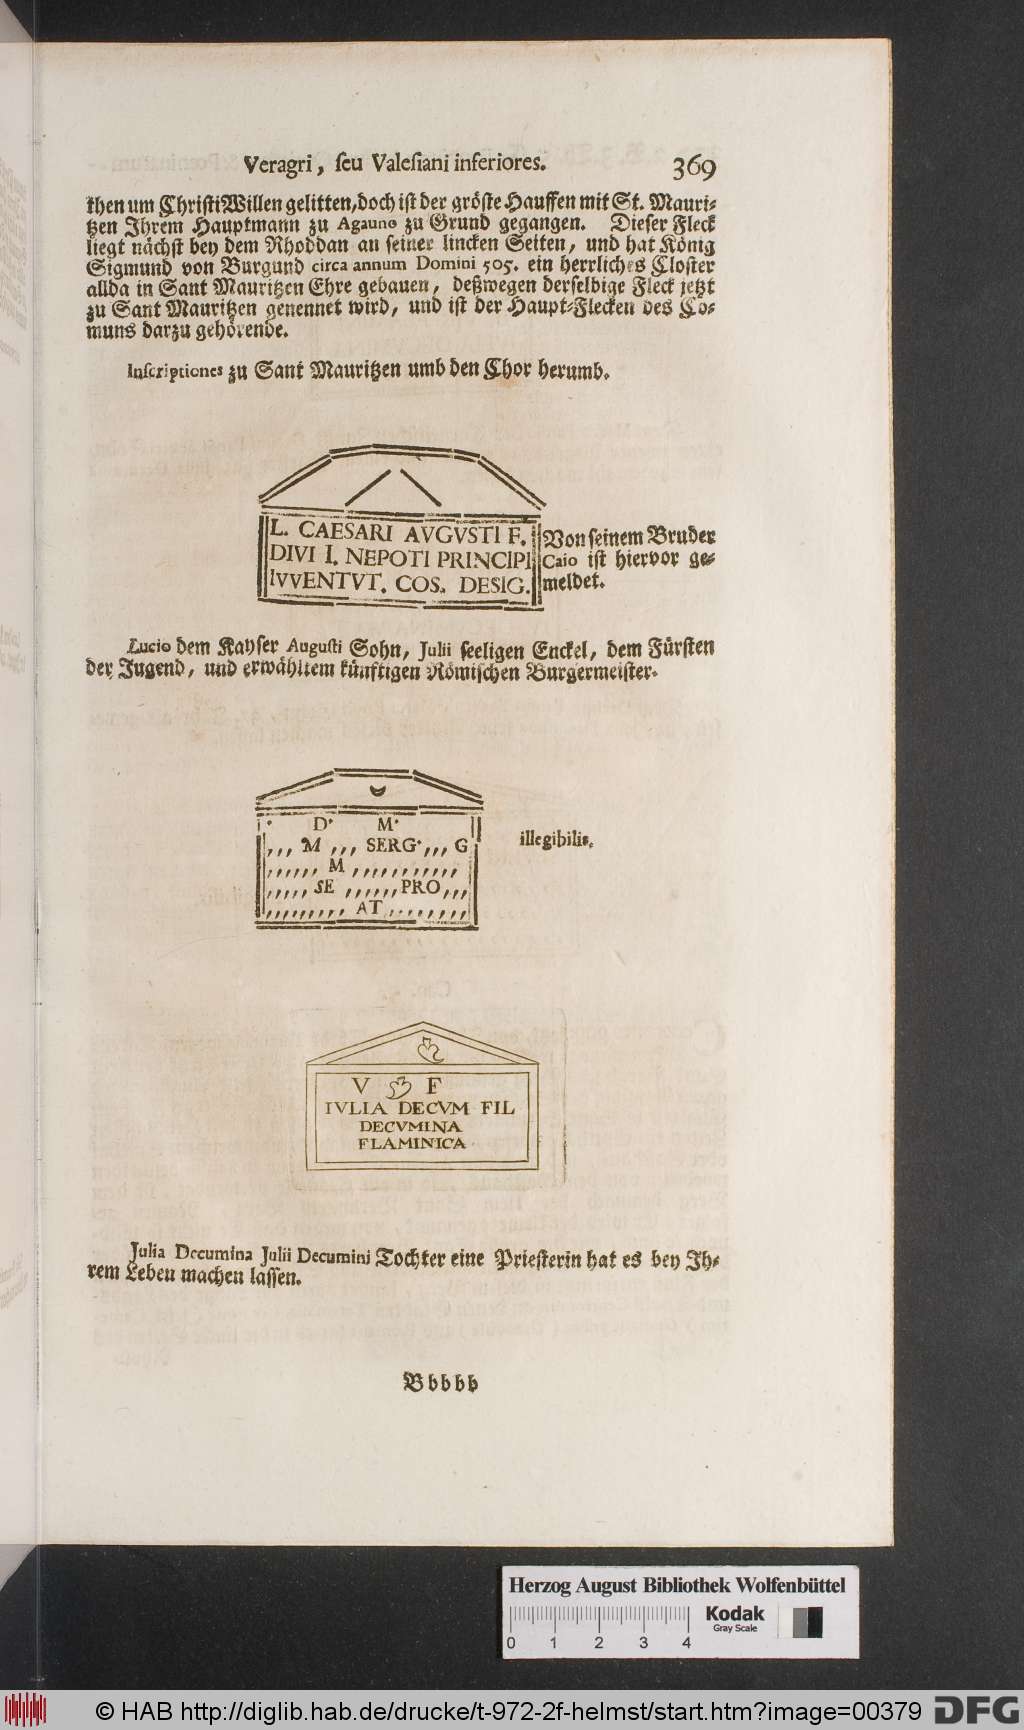 Veragri, seu Valesiani inferiores. 369
then um Christi Willen gelitten, doch ist der gröste Hauffen mit St. Mauri-
tzen Ihrem Hauptmann zu Agauno zu Grund gegangen. Dieser Fleck
liegt nächst bey dem Rhoddan an seiner lincken Seiten, und hat König
Sigmund von Burgund circa annum Domini 505. ein herrliches Closter
allda in Sant Mauritzen Ehre gebauen, deßwegen derselbige Fleck jetzt
zu Sant Mauritzen genennet wird, und ist der Haupt-Flecken des Co-
muns darzu gehörende.
Inscriptiones zu Sant Mauritzen umb den Chor herumb.
L. CAESARI AVGVSTI F.
DIVI I. NEPOTI PRINCIPI
IVVENTVT. COS. DESIG.
Von seinem Bruder
Caio ist hiervor ge-
meldet.
Lucio dem Kayser Augusti Sohn, Julii seeligen Enckel, dem Fürsten
der Jugend, und erwähltem künfftigen Römischen Burgermeister.
D. M.
,,, M ,,, SERG.,,, G
,,,,,, M ,,,,,,,,,,,
,,,,, SE ,,,,,,PRO,,,
,,,,,,,,, AT,,,,,,,,
illegibilis.
V F
IVLIA DECVM FIL
DECVMINA
FLAMINICA
Julia Decumina Julii Decumini Tochter eine Priesterin hat es bey Ih-
rem Leben machen lassen.
Bbbbb
Herzog August Bibliothek Wolfenbüttel
Kodak
Gray Scale
0 1 2 3 4
© HAB http://diglib.hab.de/drucke/t-972-2f-helmst/start.htm?image=00379
DFG